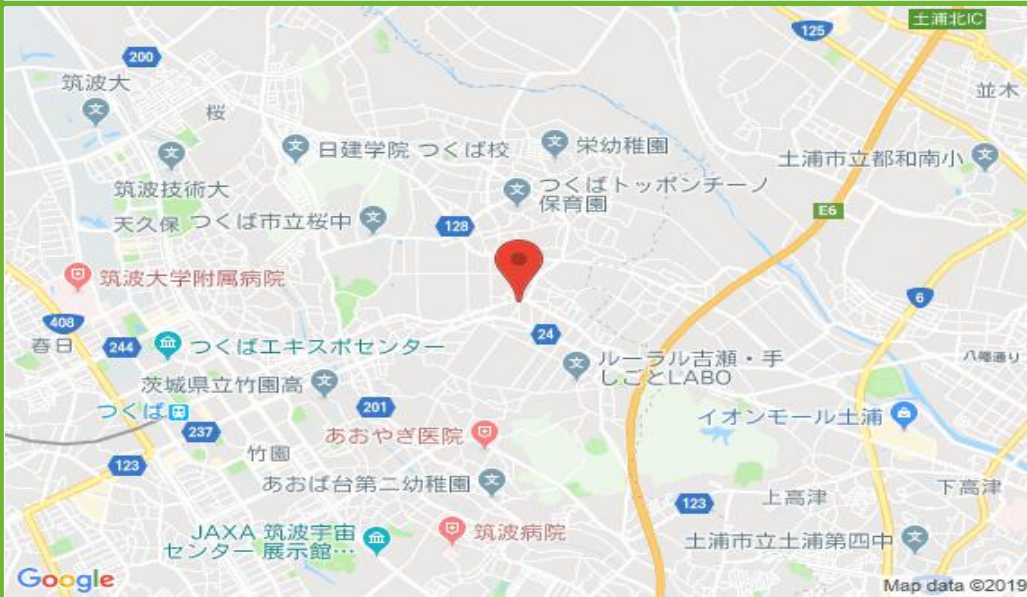 土浦北IC
125
200
筑波大
並木
桜
日建学院 つくば校
栄幼稚園
土浦市立都和南小
筑波技術大
つくばトッポンチーノ
保育園
天久保
つくば市立桜中
128
E6
筑波大学附属病院
6
408
春日
244
つくばエキスポセンター
24
ルーラル吉瀬・手
しごとLABO
八幡通り
茨城県立竹園高
つくば
201
イオンモール土浦
237
あおやぎ医院
竹園
123
あおば台第二幼稚園
123
上高津
下高津
JAXA 筑波宇宙
センター 展示館…
筑波病院
土浦市立土浦第四中
Google
Map data ©2019